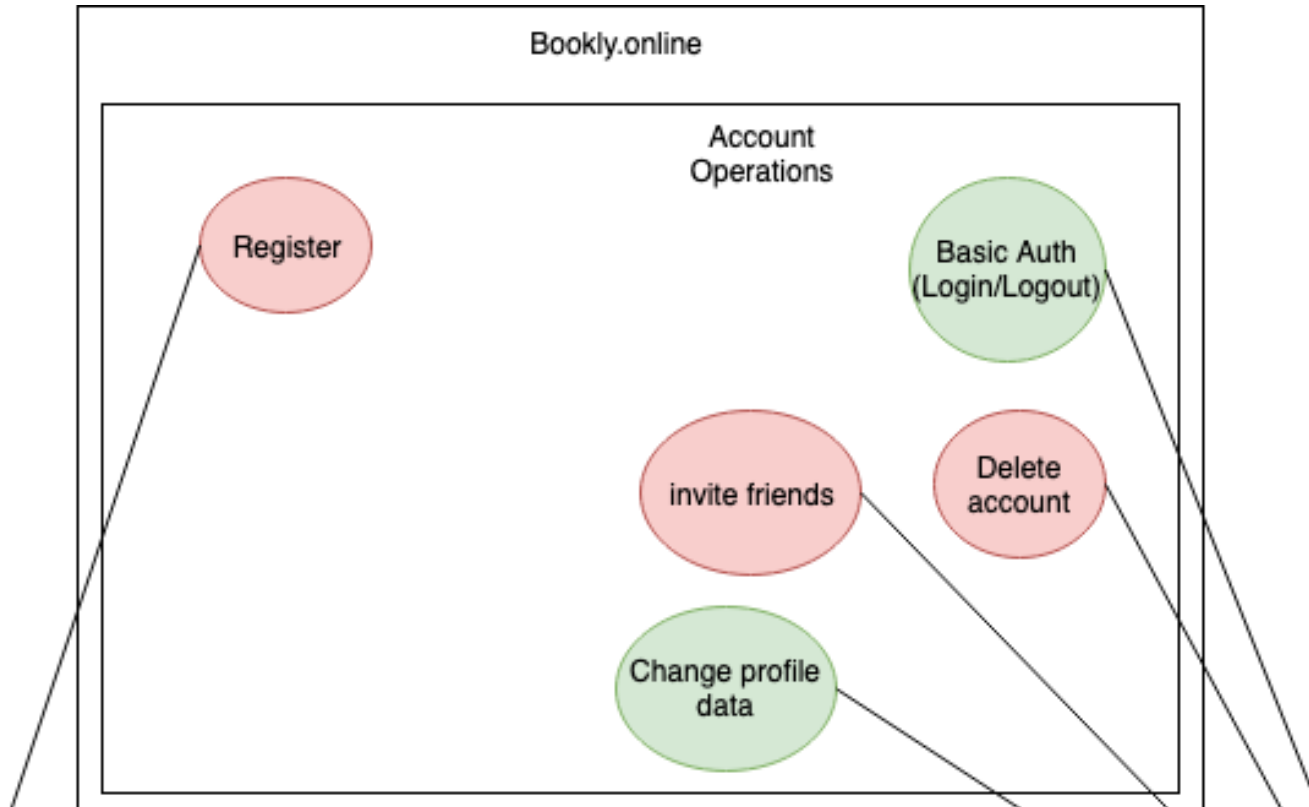 Bookly.online
Account
Operations
Register
Basic Auth
(Login/Logout)
invite friends
Delete
account
Change profile
data